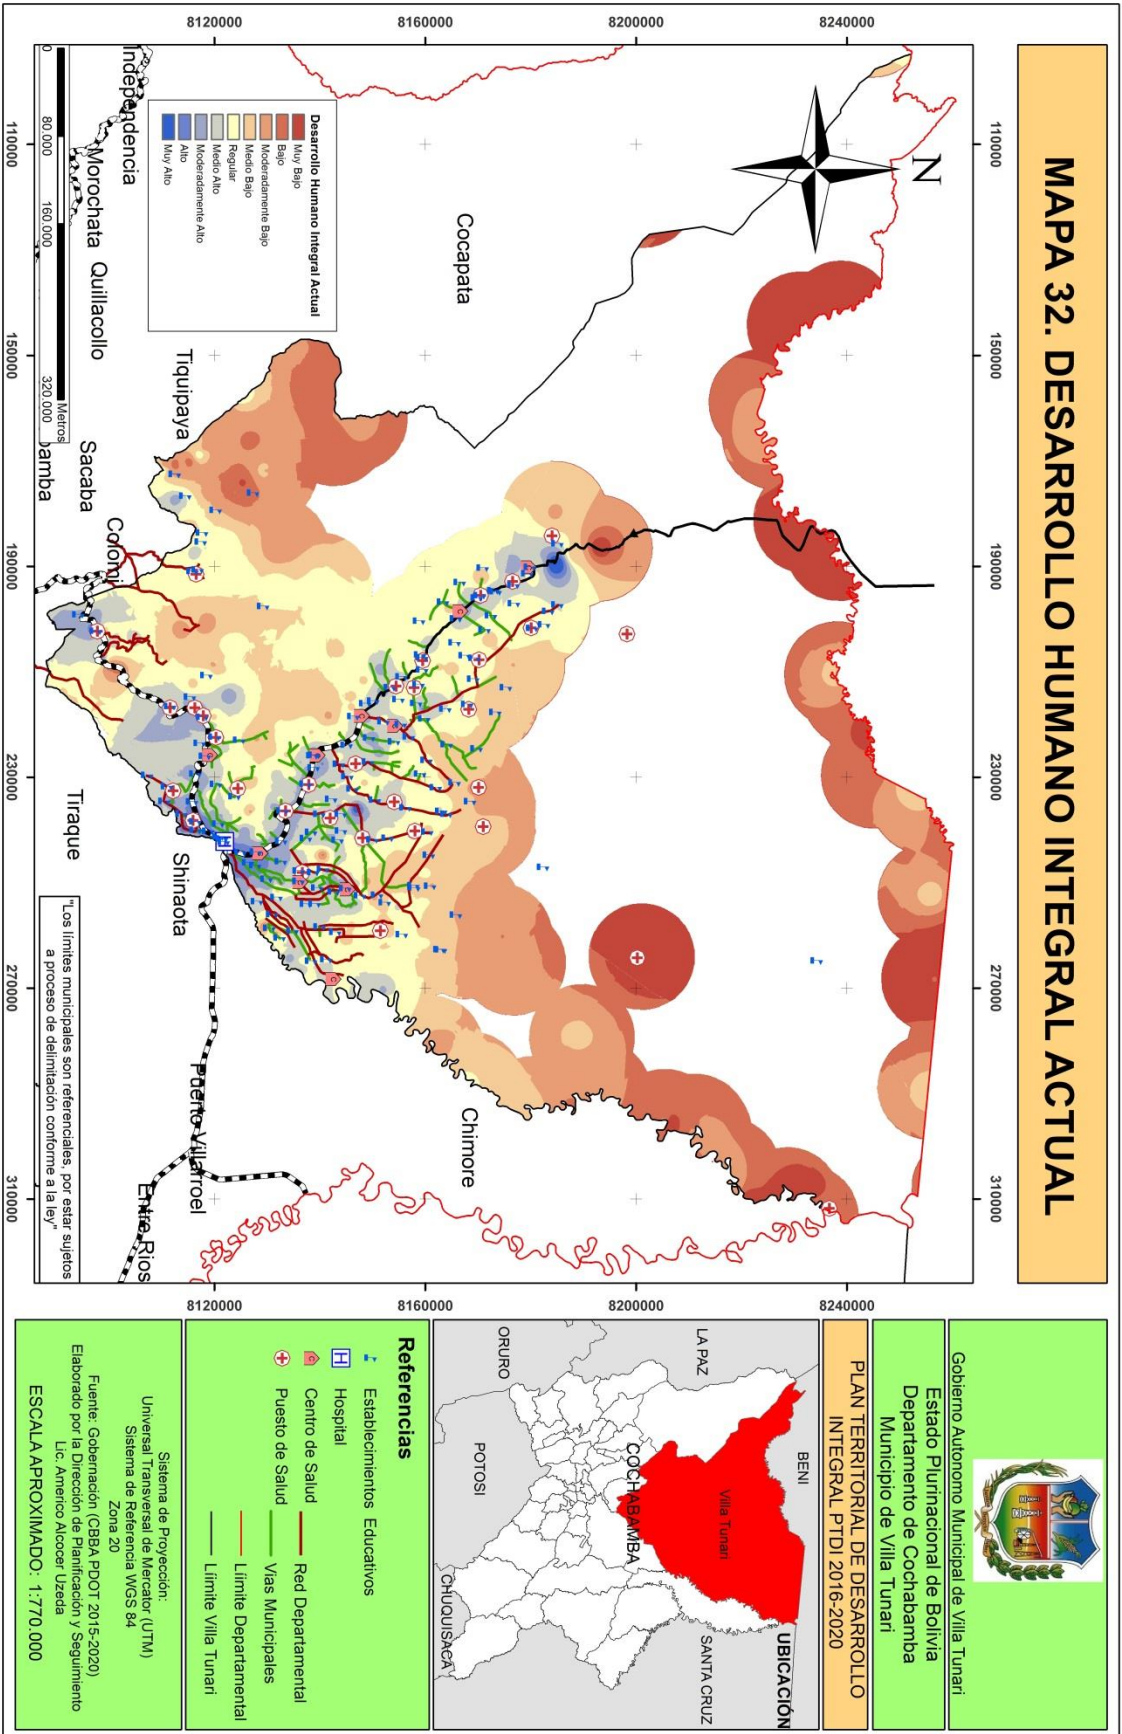 MAPA 32. DESARROLLO HUMANO INTEGRAL ACTUAL
8120000
8160000
8200000
8240000
110000
150000
190000
230000
270000
310000
8120000
8160000
8200000
8240000
N
Cocapata
Independencia
Morochata
Quillacollo
Tiquipaya
Sacaba
Colomi
Tiraque
Shinaota
Chimore
Puerto Villarroel
Entre Rios
Desarrollo Humano Integral Actual
Muy Bajo
Bajo
Moderadamente Bajo
Medio Bajo
Regular
Medio Alto
Moderadamente Alto
Alto
Muy Alto
0
80.000
160.000
320.000
Metros
"Los límites municipales son referenciales, por estar sujetos
a proceso de delimitación conforme a la ley"
Gobierno Autonomo Municipal de Villa Tunari
Estado Plurinacional de Bolivia
Departamento de Cochabamba
Municipio de Villa Tunari
PLAN TERRITORIAL DE DESARROLLO
INTEGRAL PTDI 2016-2020
UBICACIÓN
BENI
LA PAZ
Villa Tunari
SANTA CRUZ
COCHABAMBA
ORURO
POTOSI
CHUQUISACA
Referencias
Establecimientos Educativos
Hospital
Centro de Salud
Puesto de Salud
Red Departamental
Vias Municipales
Liimite Departamental
Liimite Villa Tunari
Sistema de Proyección:
Universal Transversal de Mercator (UTM)
Sistema de Referencia WGS 84
Zona 20
Fuente: Gobernación (CBBA PDOT 2015-2020)
Elaborado por la Dirección de Planificación y Seguimiento
Lic. Americo Alcocer Uzeda
ESCALA APROXIMADO: 1:770.000